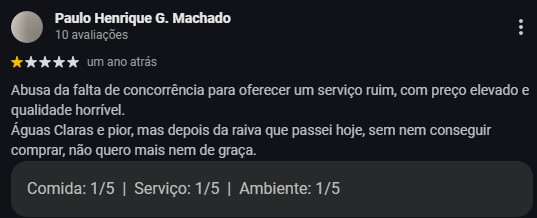 Paulo Henrique G. Machado
10 avaliações
um ano atrás
Abusa da falta de concorrência para oferecer um serviço ruim, com preço elevado e
qualidade horrível.
Águas Claras e pior, mas depois da raiva que passei hoje, sem nem conseguir
comprar, não quero mais nem de graça.
Comida: 1/5 | Serviço: 1/5 | Ambiente: 1/5